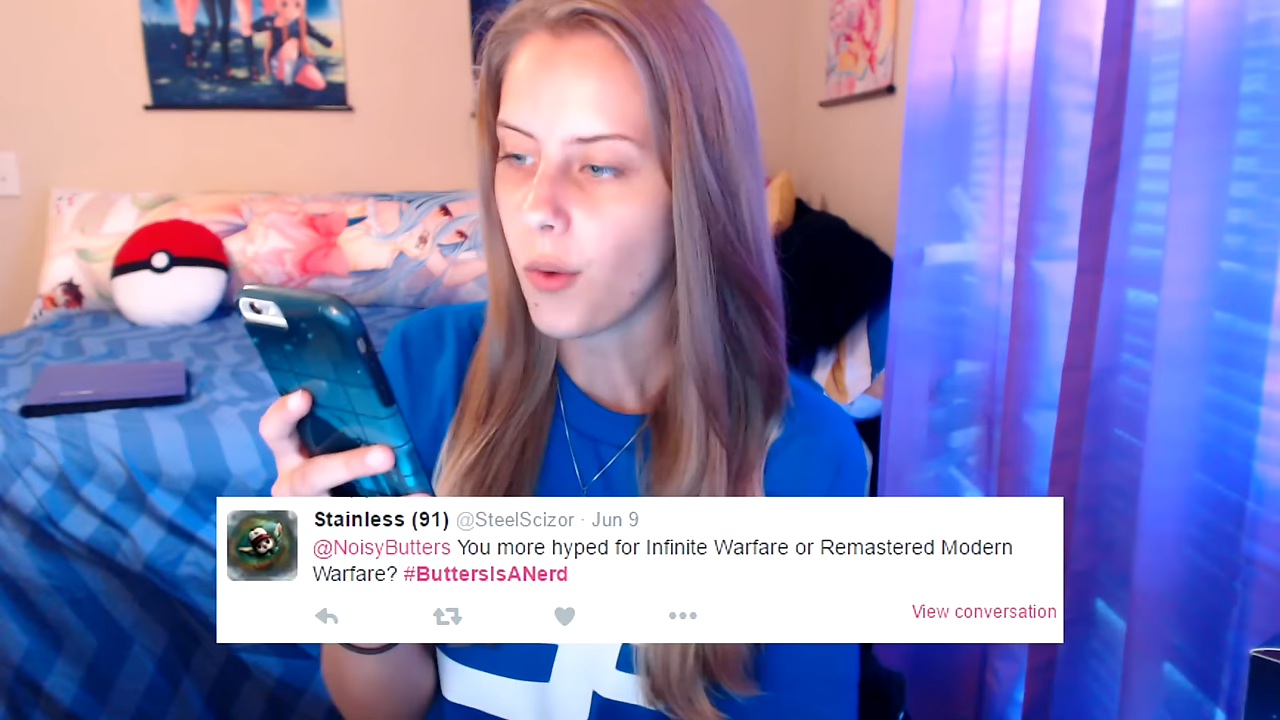 Stainless (91) @SteelScizor · Jun 9
@NoisyButters You more hyped for Infinite Warfare or Remastered Modern
Warfare? #ButtersIsANerd
View conversation